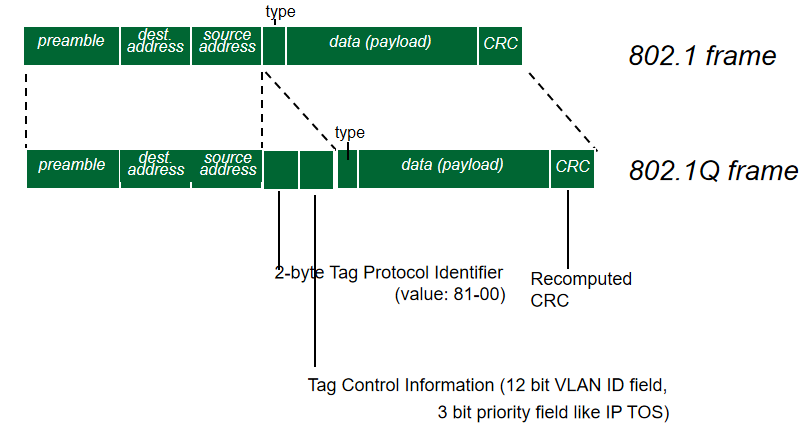 type
preamble
dest.
address
source
address
data (payload)
CRC
802.1 frame
type
preamble
dest.
address
source
address
data (payload)
CRC
802.1Q frame
2-byte Tag Protocol Identifier
(value: 81-00)
Recomputed
CRC
Tag Control Information (12 bit VLAN ID field,
3 bit priority field like IP TOS)